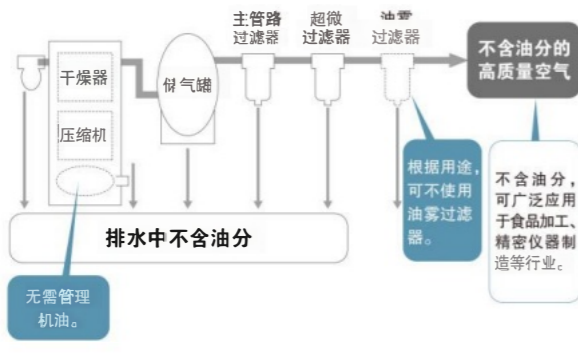 主管路
过滤器
超微
过滤器
油雾
过滤器
不含油分的
高质量空气
干燥器
储气罐
压缩机
根据用途，
可不使用
油雾过滤
器。
不含油分，
可广泛应用
于食品加工、
精密仪器制
造等行业。
排水中不含油分
无需管理
机油。